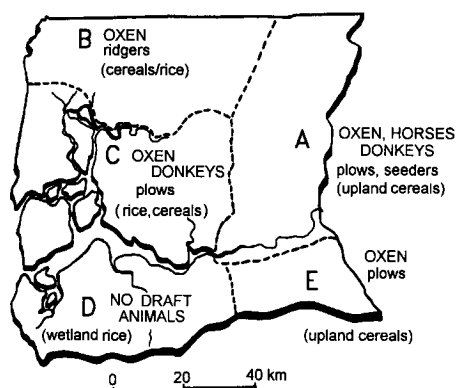 B OXEN
ridgers
(cereals/rice)
A
OXEN, HORSES
DONKEYS
plows, seeders
(upland cereals)
C OXEN
DONKEYS
plows
(rice, cereals)
OXEN
plows
E
(upland cereals)
D NO DRAFT
ANIMALS
(wetland rice)
0 20 40 km